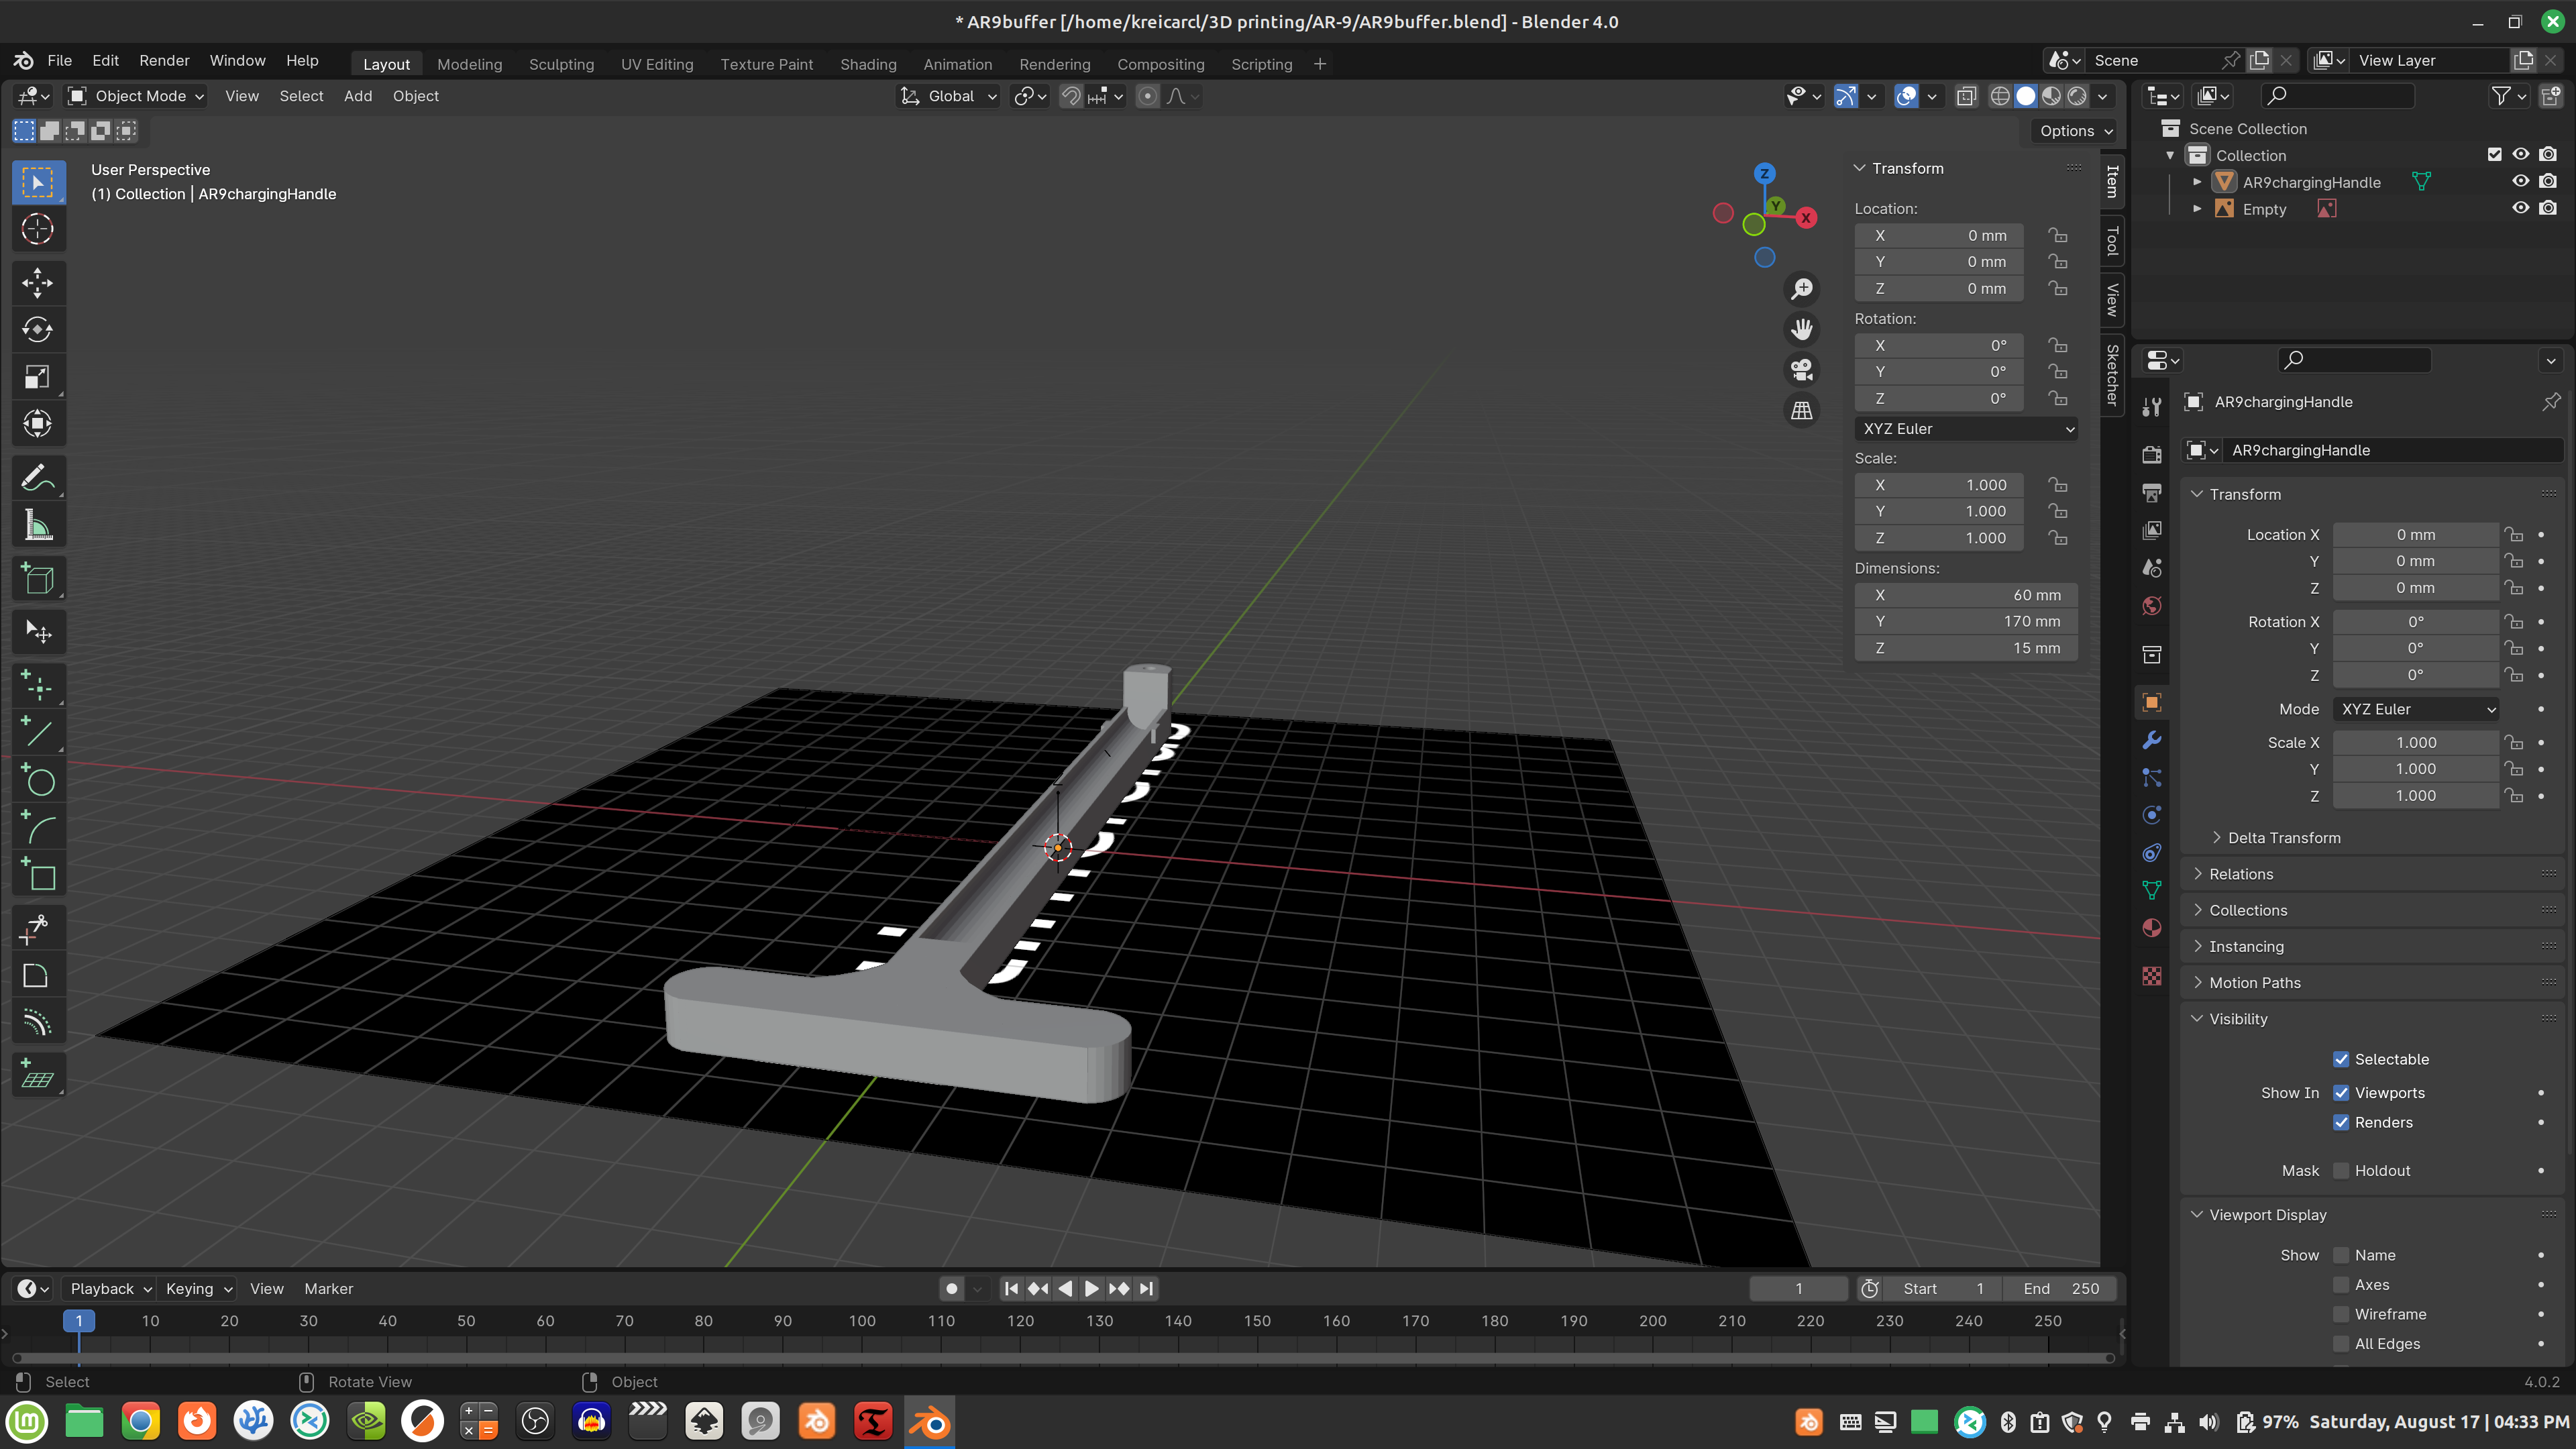 * AR9buffer [/home/kreicarcl/3D printing/AR-9/AR9buffer.blend] - Blender 4.0
File Edit Render Window Help Layout Modeling Sculpting UV Editing Texture Paint Shading Animation Rendering Compositing Scripting + Scene View Layer
Object Mode View Select Add Object Global
Options
User Perspective
(1) Collection | AR9chargingHandle
Z
Y
X
Transform
Location:
X 0 mm
Y 0 mm
Z 0 mm
Rotation:
X 0°
Y 0°
Z 0°
XYZ Euler
Scale:
X 1.000
Y 1.000
Z 1.000
Dimensions:
X 60 mm
Y 170 mm
Z 15 mm
Item
Tool
View
Sketcher
Scene Collection
Collection
AR9chargingHandle
Empty
AR9chargingHandle
AR9chargingHandle
Transform
Location X 0 mm
Y 0 mm
Z 0 mm
Rotation X 0°
Y 0°
Z 0°
Mode XYZ Euler
Scale X 1.000
Y 1.000
Z 1.000
Delta Transform
Relations
Collections
Instancing
Motion Paths
Visibility
Selectable
Show In Viewports
Renders
Mask Holdout
Viewport Display
Show Name
Axes
Wireframe
All Edges
Playback Keying View Marker 1 Start 1 End 250
1 10 20 30 40 50 60 70 80 90 100 110 120 130 140 150 160 170 180 190 200 210 220 230 240 250
Select Rotate View Object 4.0.2
97% Saturday, August 17 | 04:33 PM